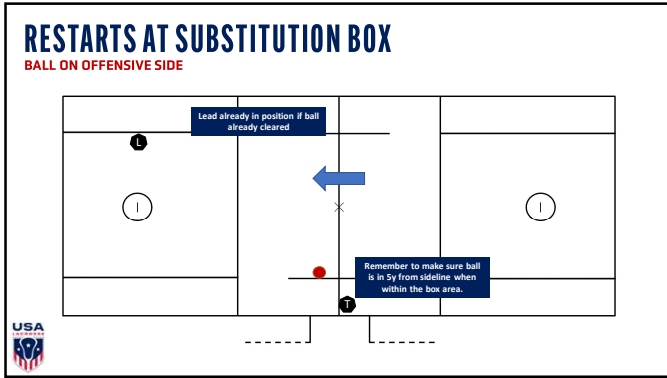 RESTARTS AT SUBSTITUTION BOX
BALL ON OFFENSIVE SIDE
Lead already in position if ball
already cleared
L
Remember to make sure ball
is in 5y from sideline when
within the box area.
T
USA
LACROSSE